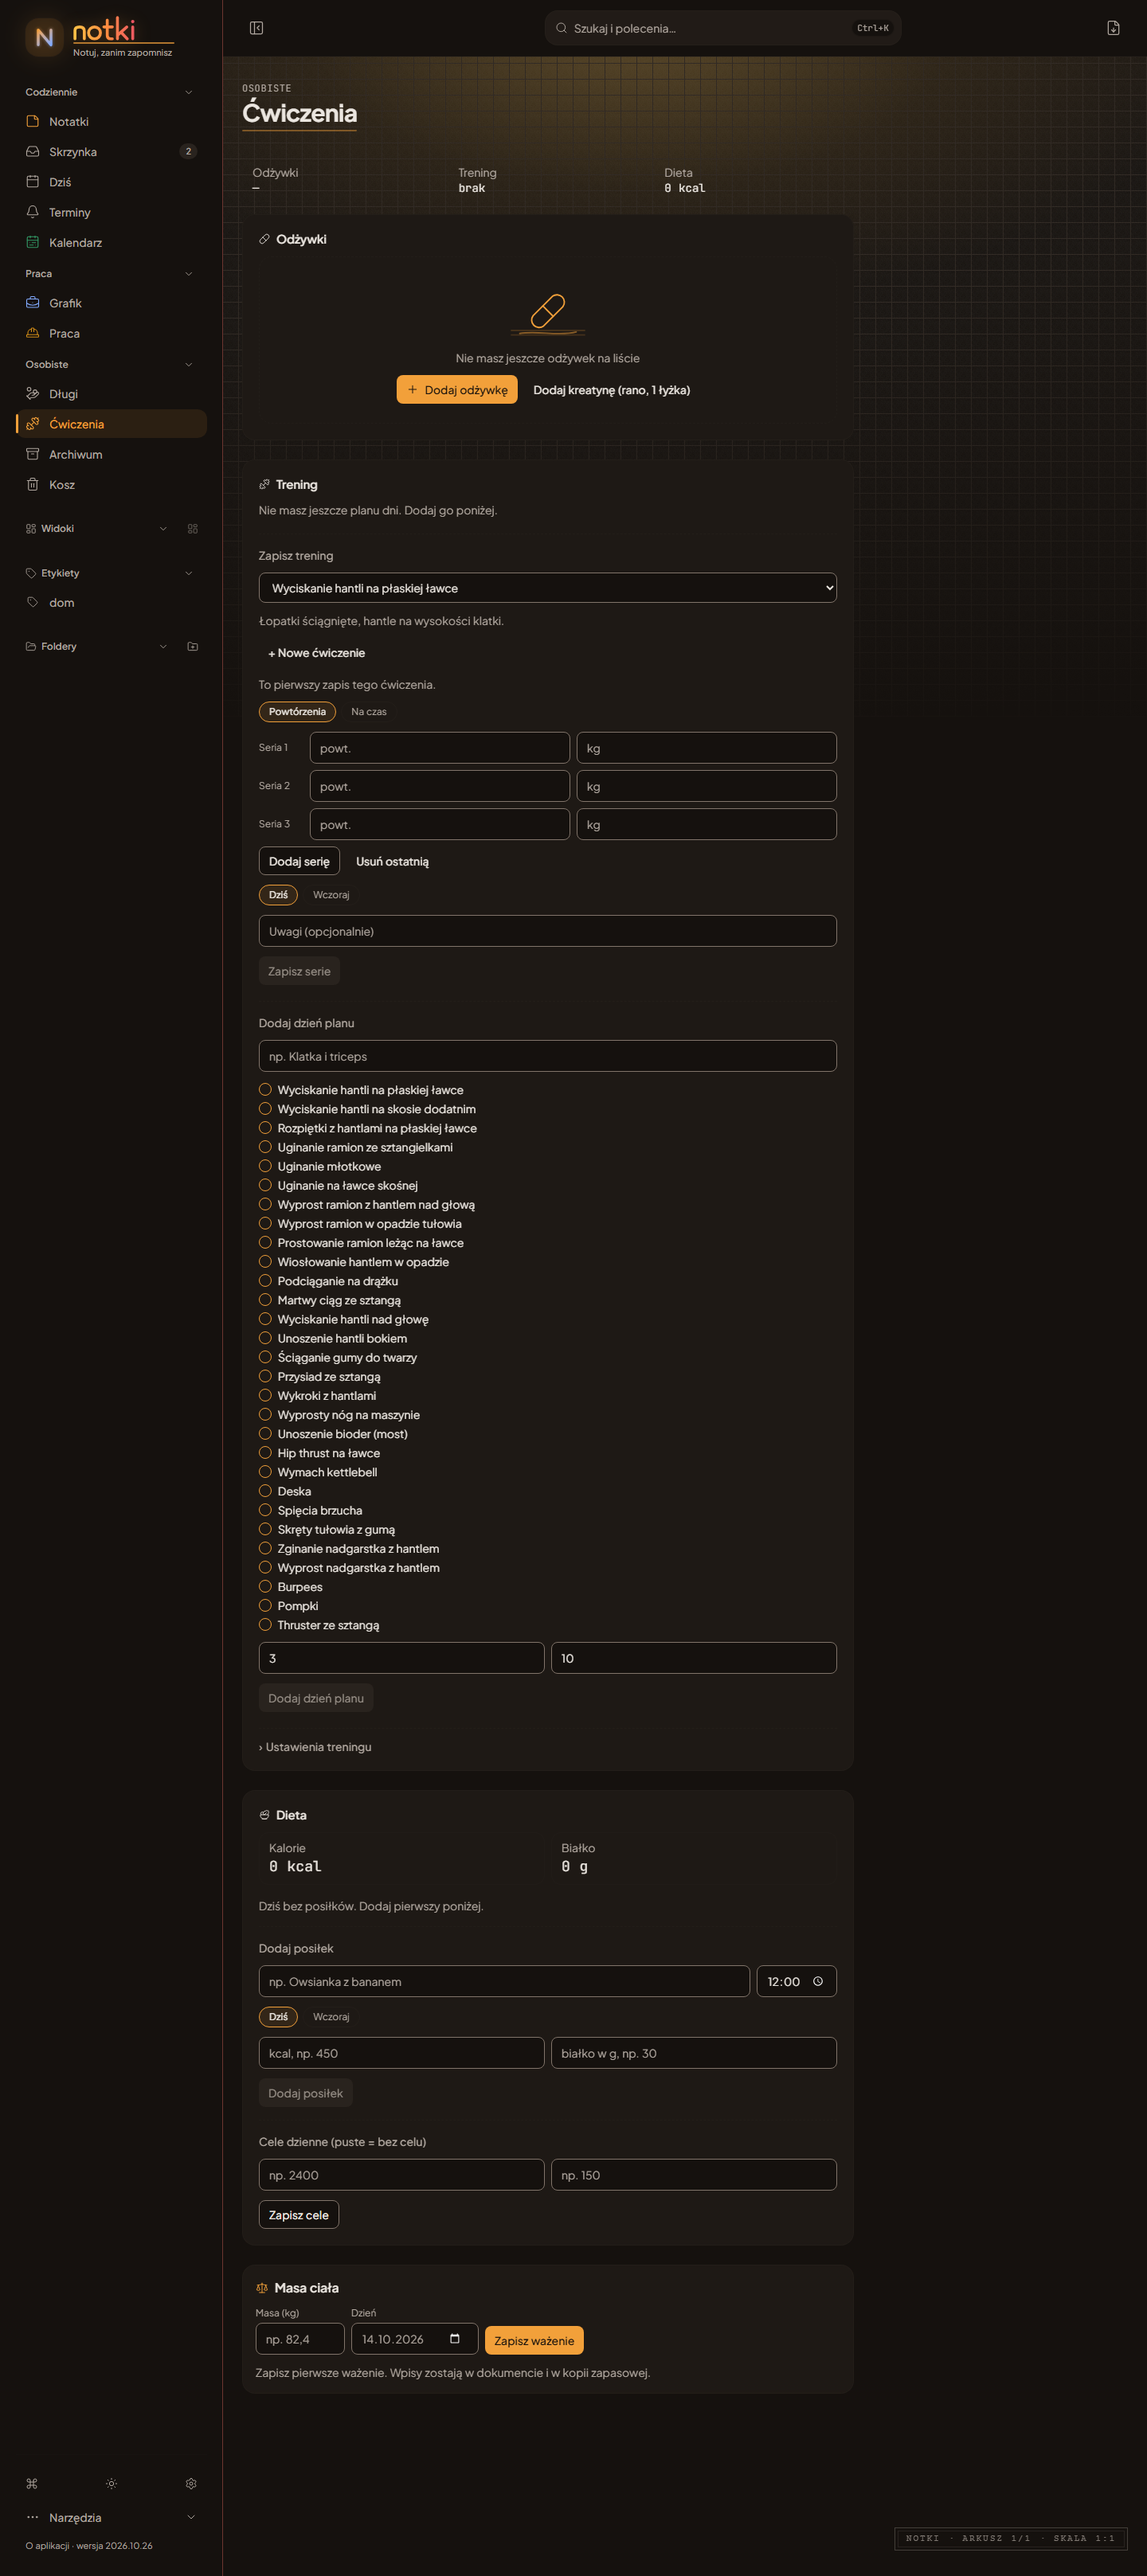 N notki
Notuj, zanim zapomnisz
Codziennie
Notatki
Skrzynka 2
Dziś
Terminy
Kalendarz
Praca
Grafik
Praca
Osobiste
Długi
Ćwiczenia
Archiwum
Kosz
Widoki
Etykiety
dom
Foldery
Narzędzia
O aplikacji · wersja 2026.10.26
Szukaj i polecenia… Ctrl+K
OSOBISTE
Ćwiczenia
Odżywki Trening Dieta
— brak 0 kcal
Odżywki
Nie masz jeszcze odżywek na liście
+ Dodaj odżywkę Dodaj kreatynę (rano, 1 łyżka)
Trening
Nie masz jeszcze planu dni. Dodaj go poniżej.
Zapisz trening
Wyciskanie hantli na płaskiej ławce
Łopatki ściągnięte, hantle na wysokości klatki.
+ Nowe ćwiczenie
To pierwszy zapis tego ćwiczenia.
Powtórzenia Na czas
Seria 1 powt. kg
Seria 2 powt. kg
Seria 3 powt. kg
Dodaj serię Usuń ostatnią
Dziś Wczoraj
Uwagi (opcjonalnie)
Zapisz serie
Dodaj dzień planu
np. Klatka i triceps
Wyciskanie hantli na płaskiej ławce
Wyciskanie hantli na skosie dodatnim
Rozpiętki z hantlami na płaskiej ławce
Uginanie ramion ze sztangielkami
Uginanie młotkowe
Uginanie na ławce skośnej
Wyprost ramion z hantlem nad głową
Wyprost ramion w opadzie tułowia
Prostowanie ramion leżąc na ławce
Wiosłowanie hantlem w opadzie
Podciąganie na drążku
Martwy ciąg ze sztangą
Wyciskanie hantli nad głowę
Unoszenie hantli bokiem
Ściąganie gumy do twarzy
Przysiad ze sztangą
Wykroki z hantlami
Wyprosty nóg na maszynie
Unoszenie bioder (most)
Hip thrust na ławce
Wymach kettlebell
Deska
Spięcia brzucha
Skręty tułowia z gumą
Zginanie nadgarstka z hantlem
Wyprost nadgarstka z hantlem
Burpees
Pompki
Thruster ze sztangą
3 10
Dodaj dzień planu
› Ustawienia treningu
Dieta
Kalorie Białko
0 kcal 0 g
Dziś bez posiłków. Dodaj pierwszy poniżej.
Dodaj posiłek
np. Owsianka z bananem 12:00
Dziś Wczoraj
kcal, np. 450 białko w g, np. 30
Dodaj posiłek
Cele dzienne (puste = bez celu)
np. 2400 np. 150
Zapisz cele
Masa ciała
Masa (kg) Dzień
np. 82,4 14.10.2026 Zapisz ważenie
Zapisz pierwsze ważenie. Wpisy zostają w dokumencie i w kopii zapasowej.
NOTKI · ARKUSZ 1/1 · SKALA 1:1